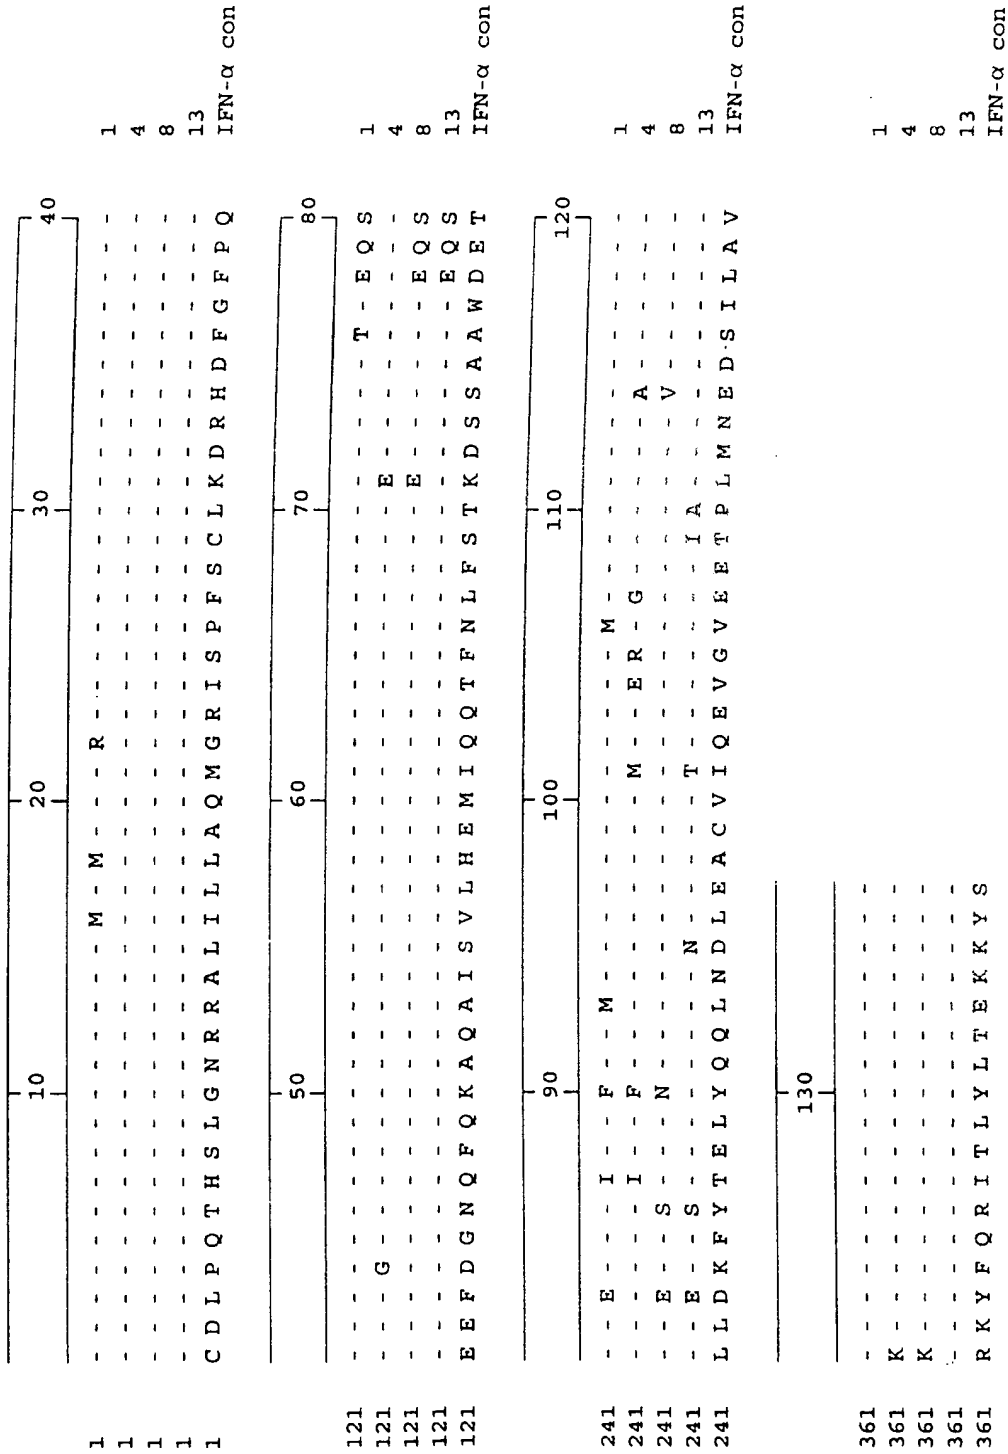 10 20 30 40
1 - - - - - - - - - - - - - - - M - M - - - R - - - - - - - - - - - - - - - - - - 1
1 - - - - - - - - - - - - - - - - - - - - - - - - - - - - - - - - - - - - - - - - 4
1 - - - - - - - - - - - - - - - - - - - - - - - - - - - - - - - - - - - - - - - - 8
1 - - - - - - - - - - - - - - - - - - - - - - - - - - - - - - - - - - - - - - - - 13
1 C D L P Q T H S L G N R R A L I L L A Q M G R I S P F S C L K D R H D F G F P Q IFN-α con
50 60 70 80
121 - - - - - - - - - - - - - - - - - - - - - - - - - - - - - - - - - - - T - E Q S 1
121 - - - G - - - - - - - - - - - - - - - - - - - - - - - - - - E - - - - - - - - - 4
121 - - - - - - - - - - - - - - - - - - - - - - - - - - - - - - E - - - - - - E Q S 8
121 - - - - - - - - - - - - - - - - - - - - - - - - - - - - - - - - - - - - - E Q S 13
121 E E F D G N Q F Q K A Q A I S V L H E M I Q Q T F N L F S T K D S S A A W D E T IFN-α con
90 100 110 120
241 - - E - - - I - - F - - M - - - - - - - - - - - - M - - - - - - - - - - - - - - 1
241 - - - - - - I - - F - - - - - - - - - - M - - E R - G - - - - - - A - - - - - - 4
241 - - E - - S - - - N - - - - - - - - - - - - - - - - - - - - - - - V - - - - - - 8
241 - - E - - S - - - - - - - - N - - - - - T - - - - - - - I A - - - - - - - - - - 13
241 L L D K F Y T E L Y Q Q L N D L E A C V I Q E V G V E E T P L M N E D S I L A V IFN-α con
130
361 - - - - - - - - - - - - - - - - - 1
361 K - - - - - - - - - - - - - - - - 4
361 K - - - - - - - - - - - - - - - - 8
361 - - - - - - - - - - - - - - - - - 13
361 R K Y F Q R I T L Y L T E K K Y S IFN-α con